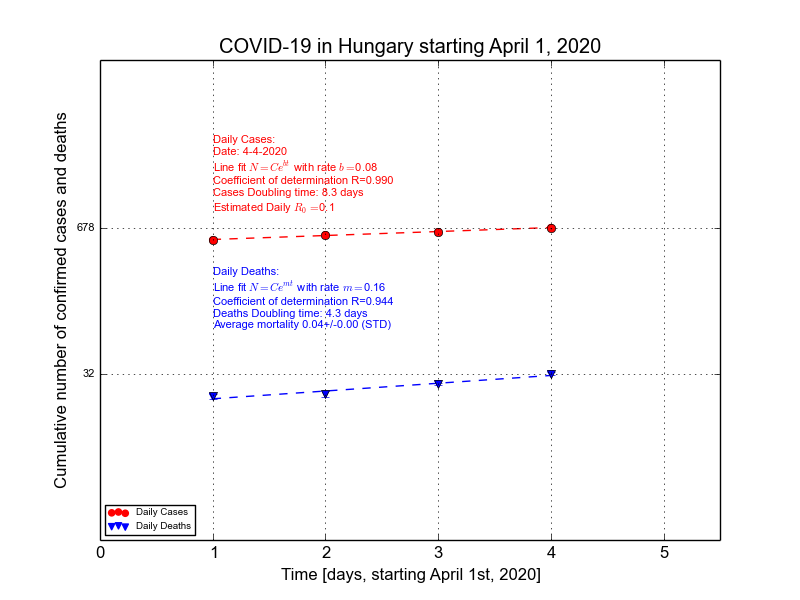 COVID-19 in Hungary starting April 1, 2020
Cumulative number of confirmed cases and deaths
Daily Cases:
Date: 4-4-2020
Line fit N = Ce^{bt} with rate b =0.08
Coefficient of determination R=0.990
Cases Doubling time: 8.3 days
Estimated Daily R_0 =0.1
678
Daily Deaths:
Line fit N = Ce^{mt} with rate m =0.16
Coefficient of determination R=0.944
Deaths Doubling time: 4.3 days
Average mortality 0.04+/-0.00 (STD)
32
Daily Cases
Daily Deaths
0 1 2 3 4 5
Time [days, starting April 1st, 2020]